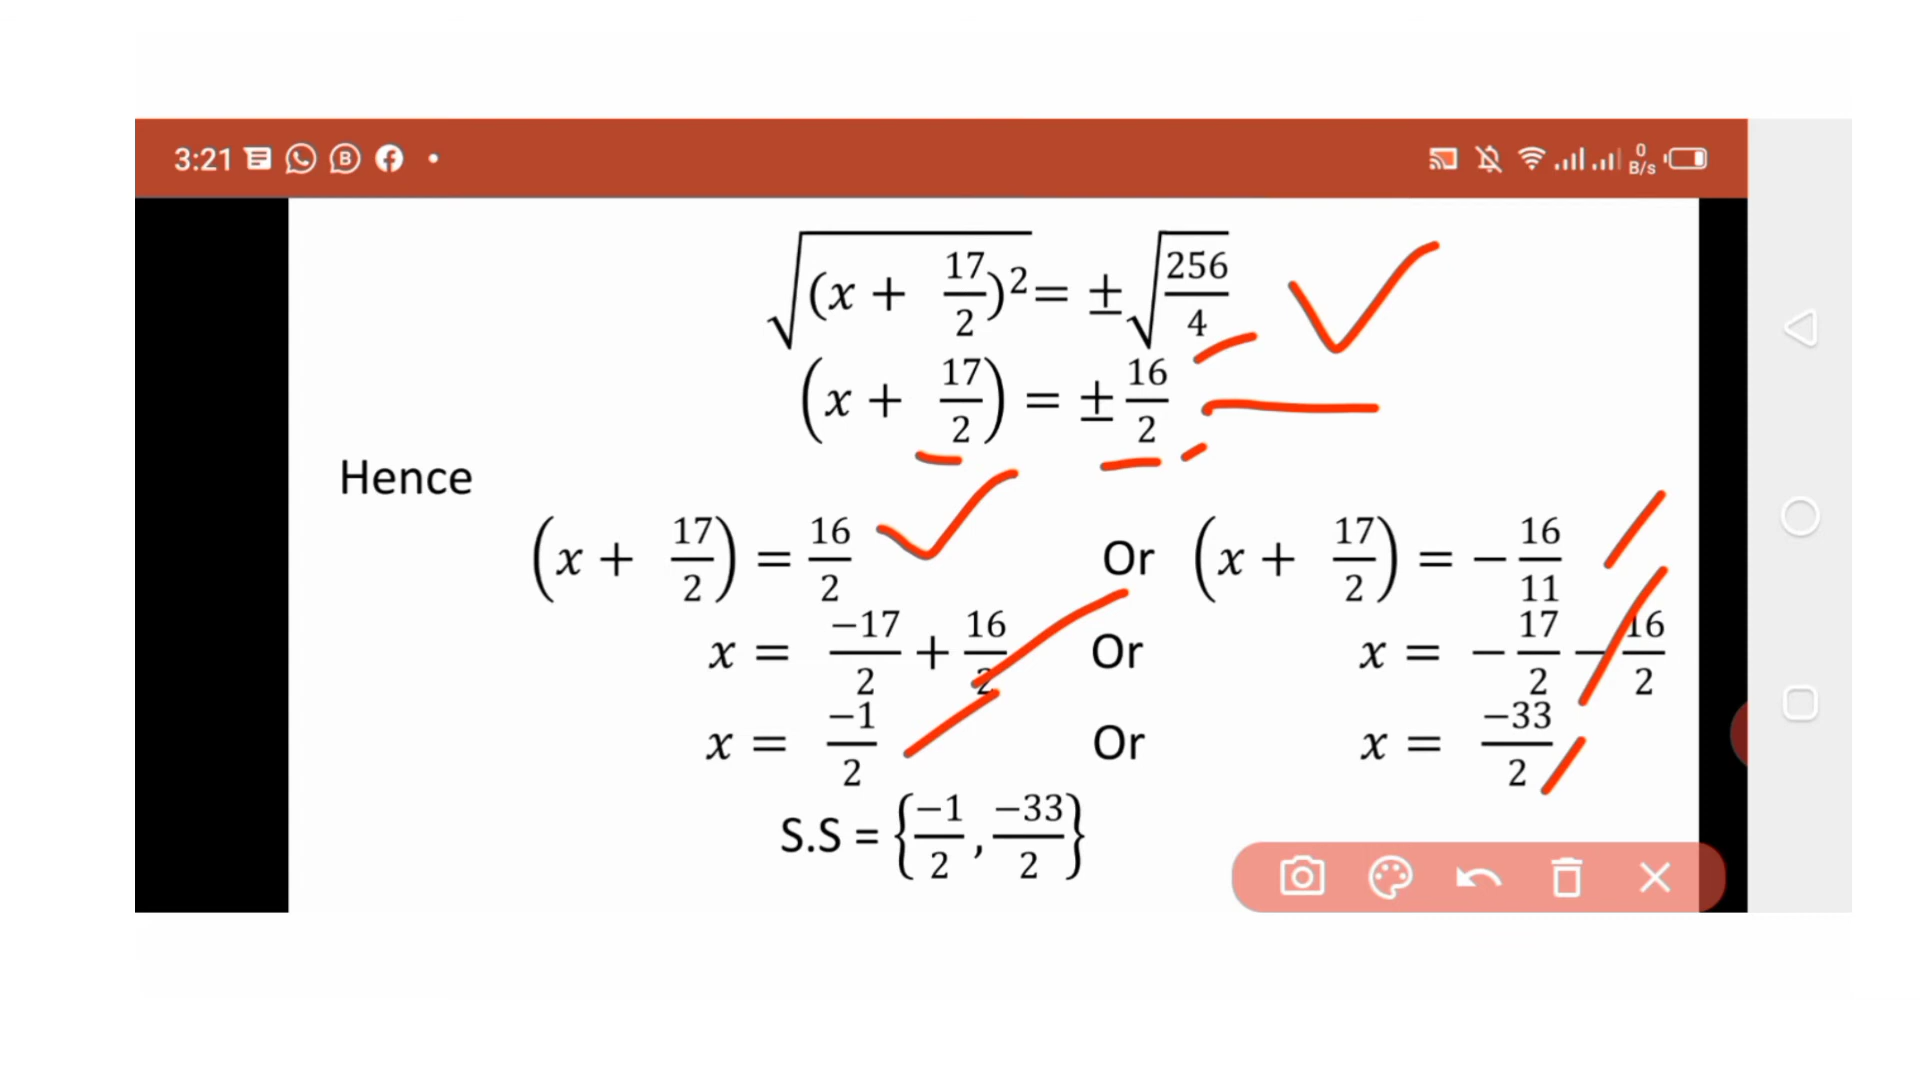 3:21 B 0 B/s
√(x + 17/2)² = ± √256/4
(x + 17/2) = ± 16/2
Hence
(x + 17/2) = 16/2 Or (x + 17/2) = − 16/11
x = −17/2 + 16/2 Or x = − 17/2 − 16/2
x = −1/2 Or x = −33/2
S.S = {−1/2 , −33/2}